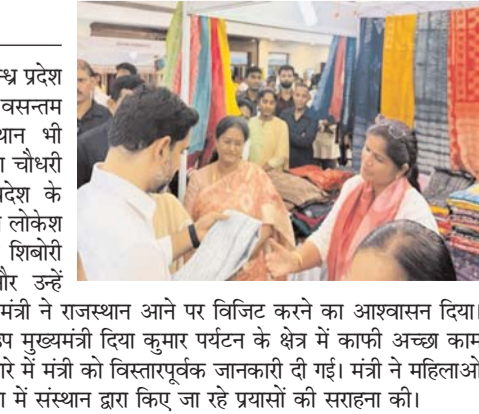 प्रदेश
वसन्तम
थान भी
चौधरी
प्रदेश के
लोकेश
शिबोरी
और उन्हें
मंत्री ने राजस्थान आने पर विजिट करने का आश्वासन दिया।
उप मुख्यमंत्री दिया कुमार पर्यटन के क्षेत्र में काफी अच्छा काम
बारे में मंत्री को विस्तारपूर्वक जानकारी दी गई। मंत्री ने महिलाओ
में संस्थान द्वारा किए जा रहे प्रयासों की सराहना की।